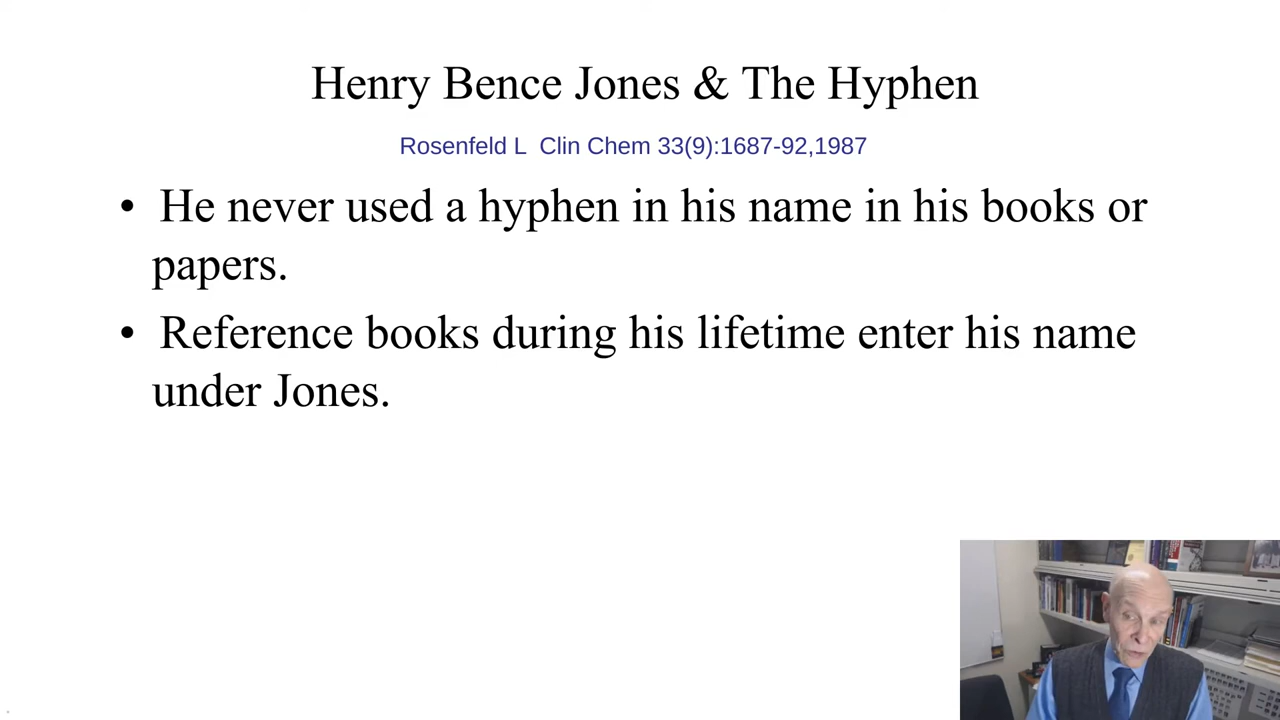 Henry Bence Jones & The Hyphen
Rosenfeld L Clin Chem 33(9):1687-92,1987
• He never used a hyphen in his name in his books or
papers.
• Reference books during his lifetime enter his name
under Jones.